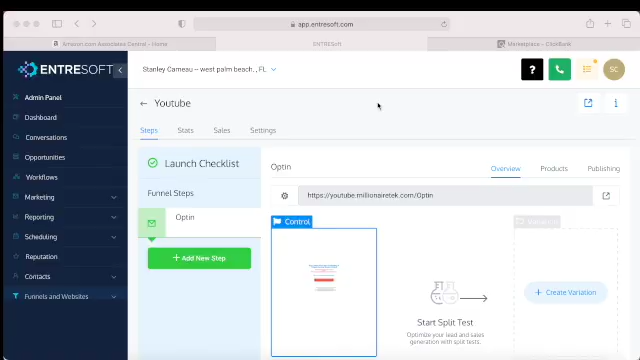 app.entresoft.com
Amazon.com Associates Central - Home
ENTRESoft
Marketplace - ClickBank
ENTRESOFT
Stanley Cameau -- west palm beach, , FL
?
SC
Admin Panel
Dashboard
Conversations
Opportunities
Workflows
Marketing
Reporting
Scheduling
Reputation
Contacts
Funnels and Websites
← Youtube
Steps
Stats
Sales
Settings
Launch Checklist
Funnel Steps
Optin
+ Add New Step
Optin
Overview
Products
Publishing
https://youtube.millionairetek.com/Optin
Control
Start Split Test
Optimize your lead and sales
generation with split tests.
+ Create Variation